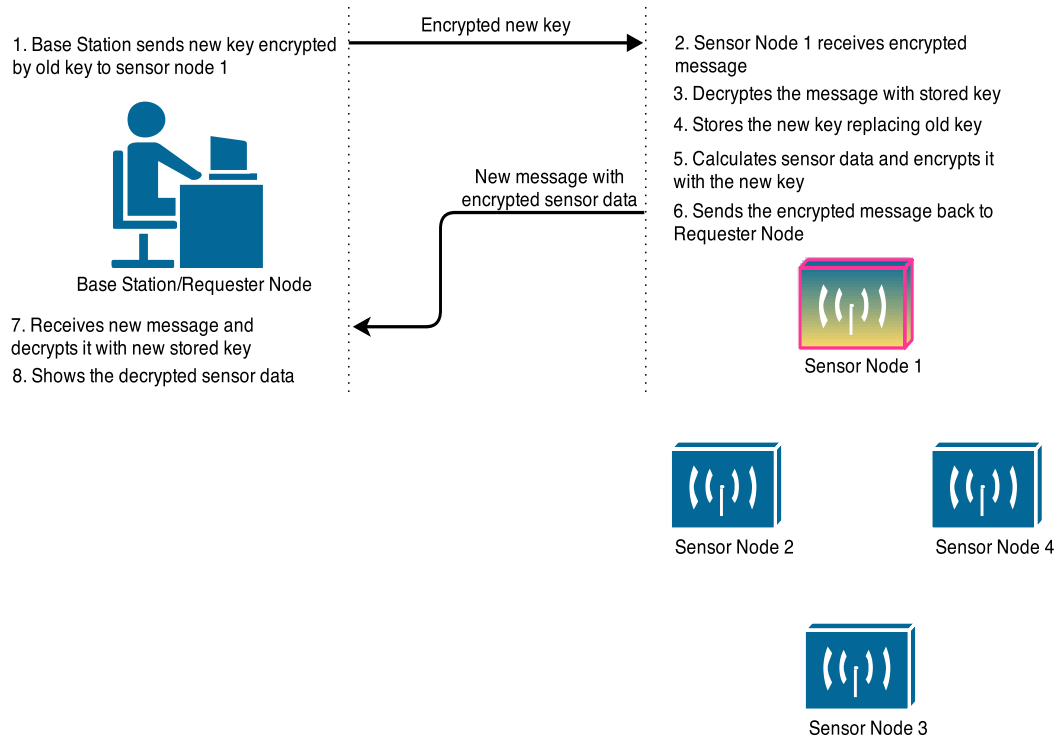 Encrypted new key
1. Base Station sends new key encrypted
by old key to sensor node 1
2. Sensor Node 1 receives encrypted
message
3. Decryptes the message with stored key
4. Stores the new key replacing old key
5. Calculates sensor data and encrypts it
with the new key
6. Sends the encrypted message back to
Requester Node
New message with
encrypted sensor data
Base Station/Requester Node
7. Receives new message and
decrypts it with new stored key
8. Shows the decrypted sensor data
Sensor Node 1
Sensor Node 2
Sensor Node 4
Sensor Node 3